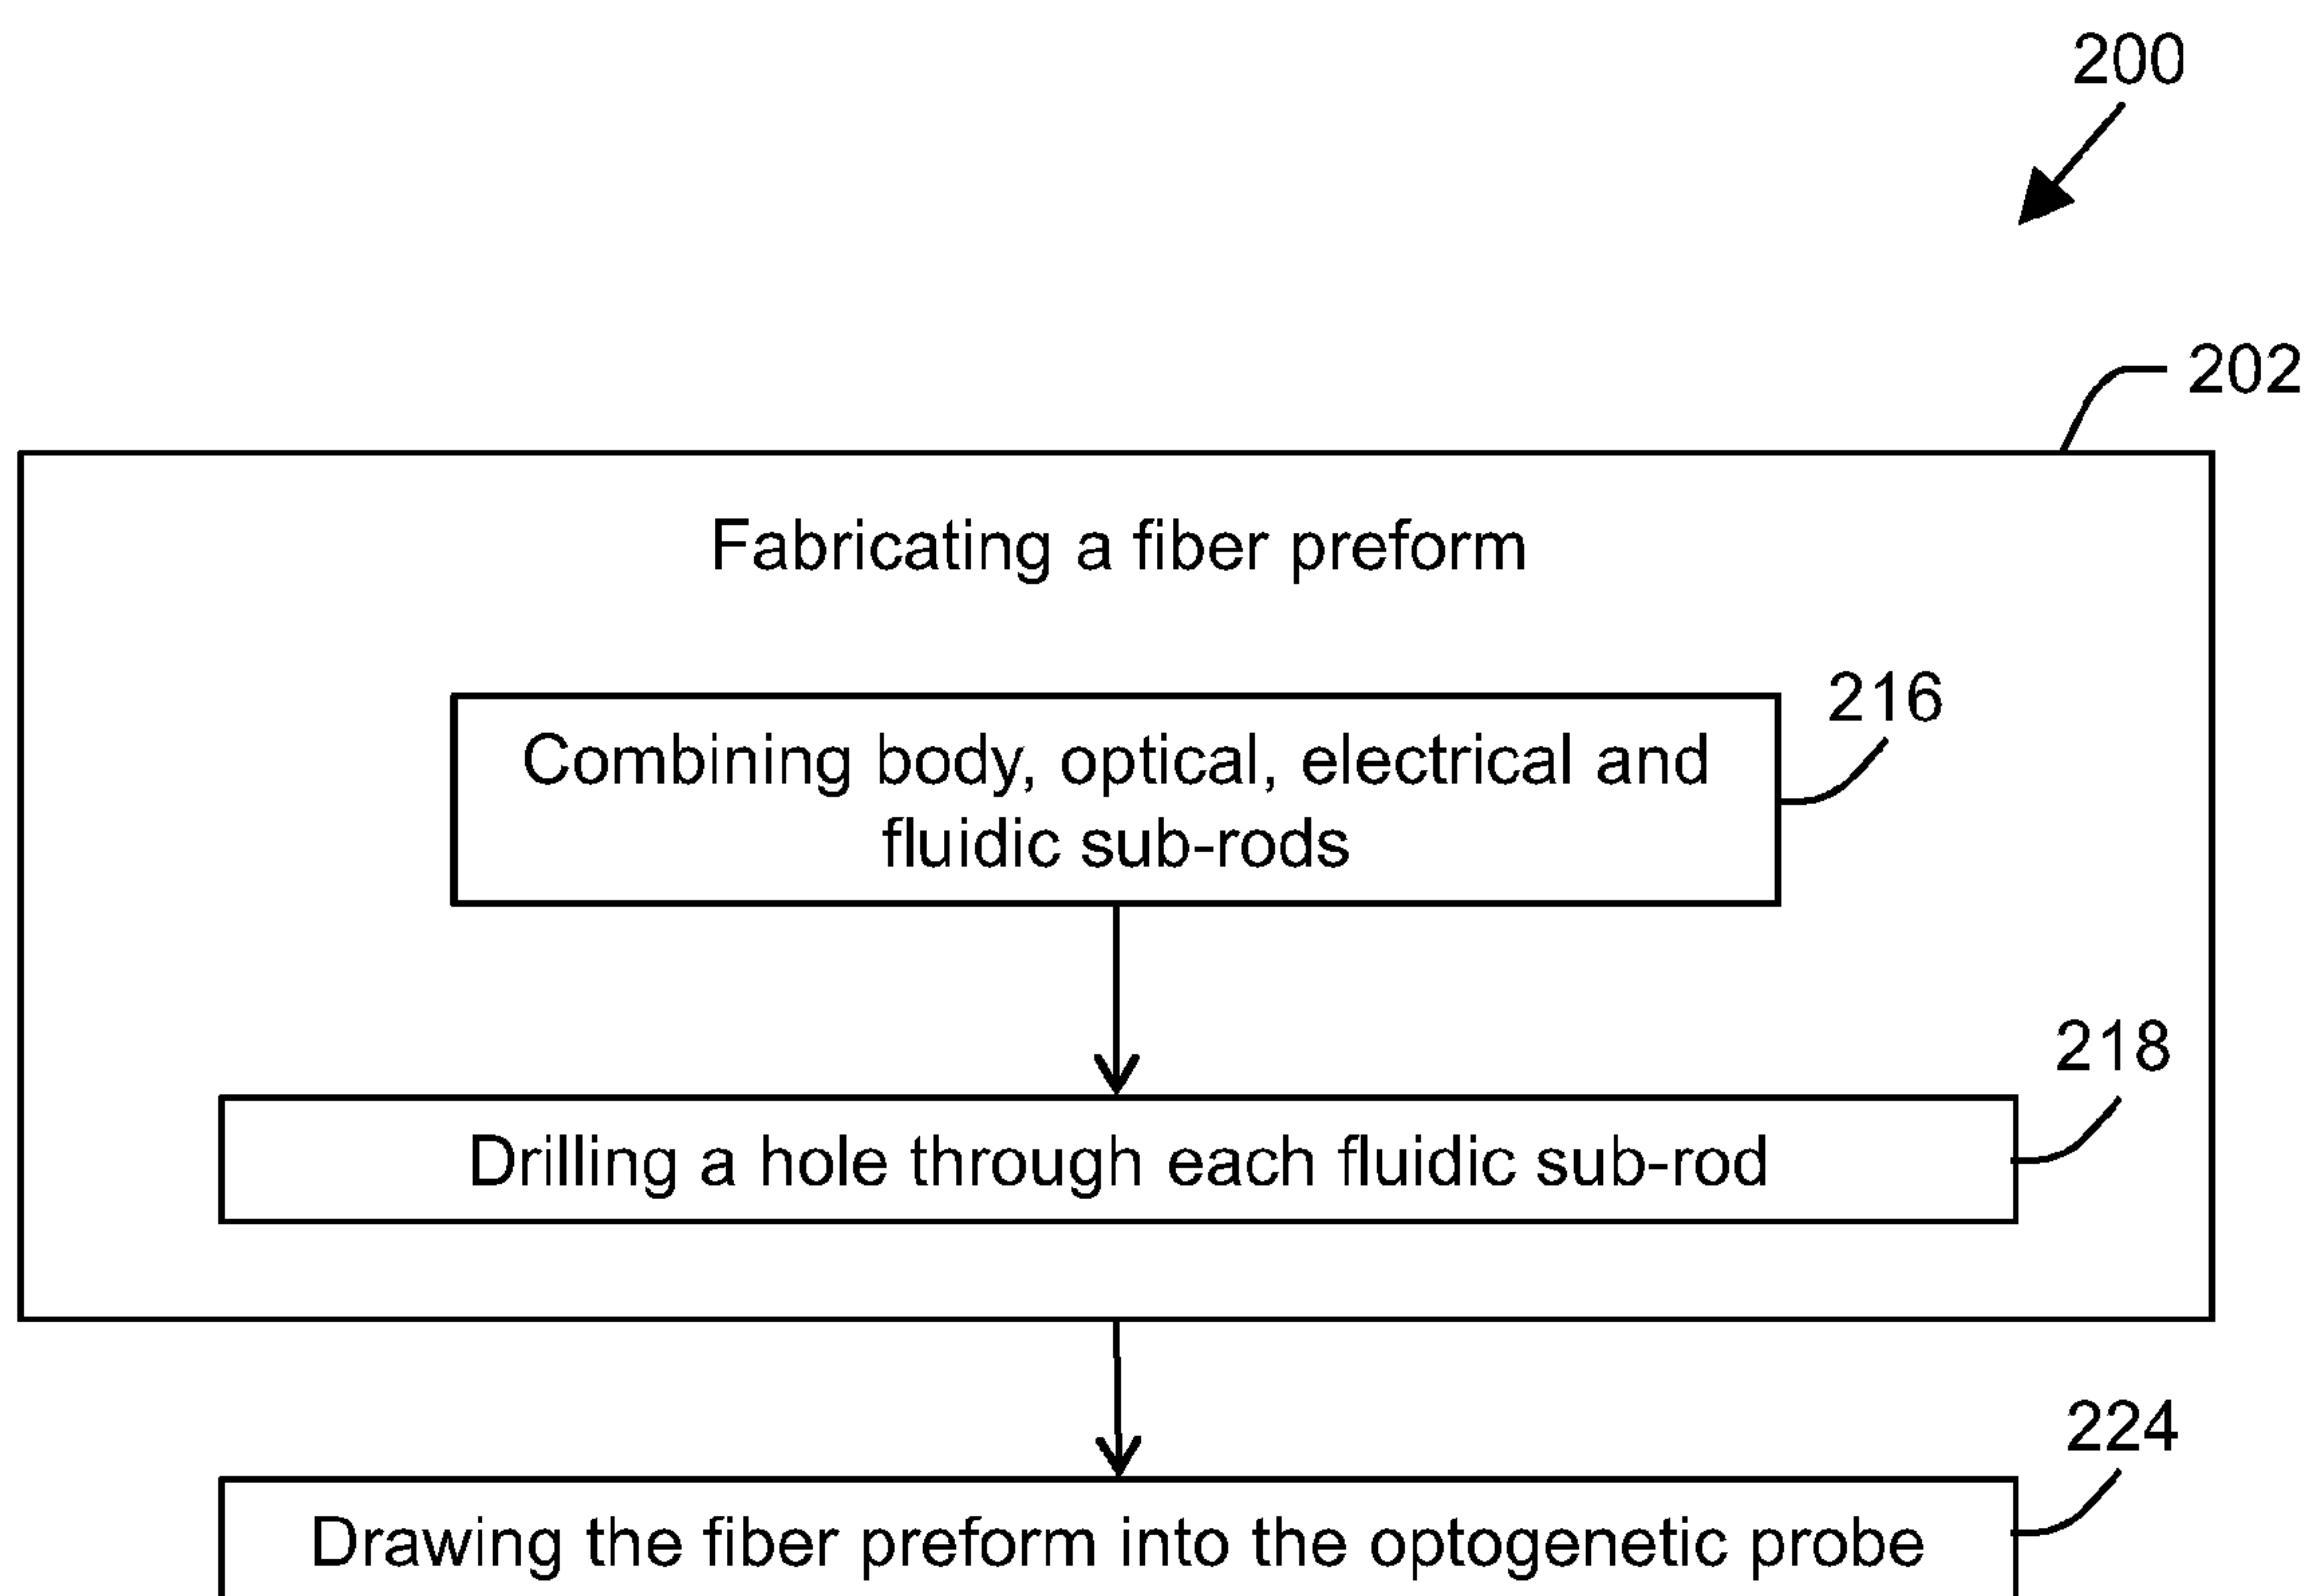 200
202
Fabricating a fiber preform
216
Combining body, optical, electrical and
fluidic sub-rods
218
Drilling a hole through each fluidic sub-rod
224
Drawing the fiber preform into the optogenetic probe